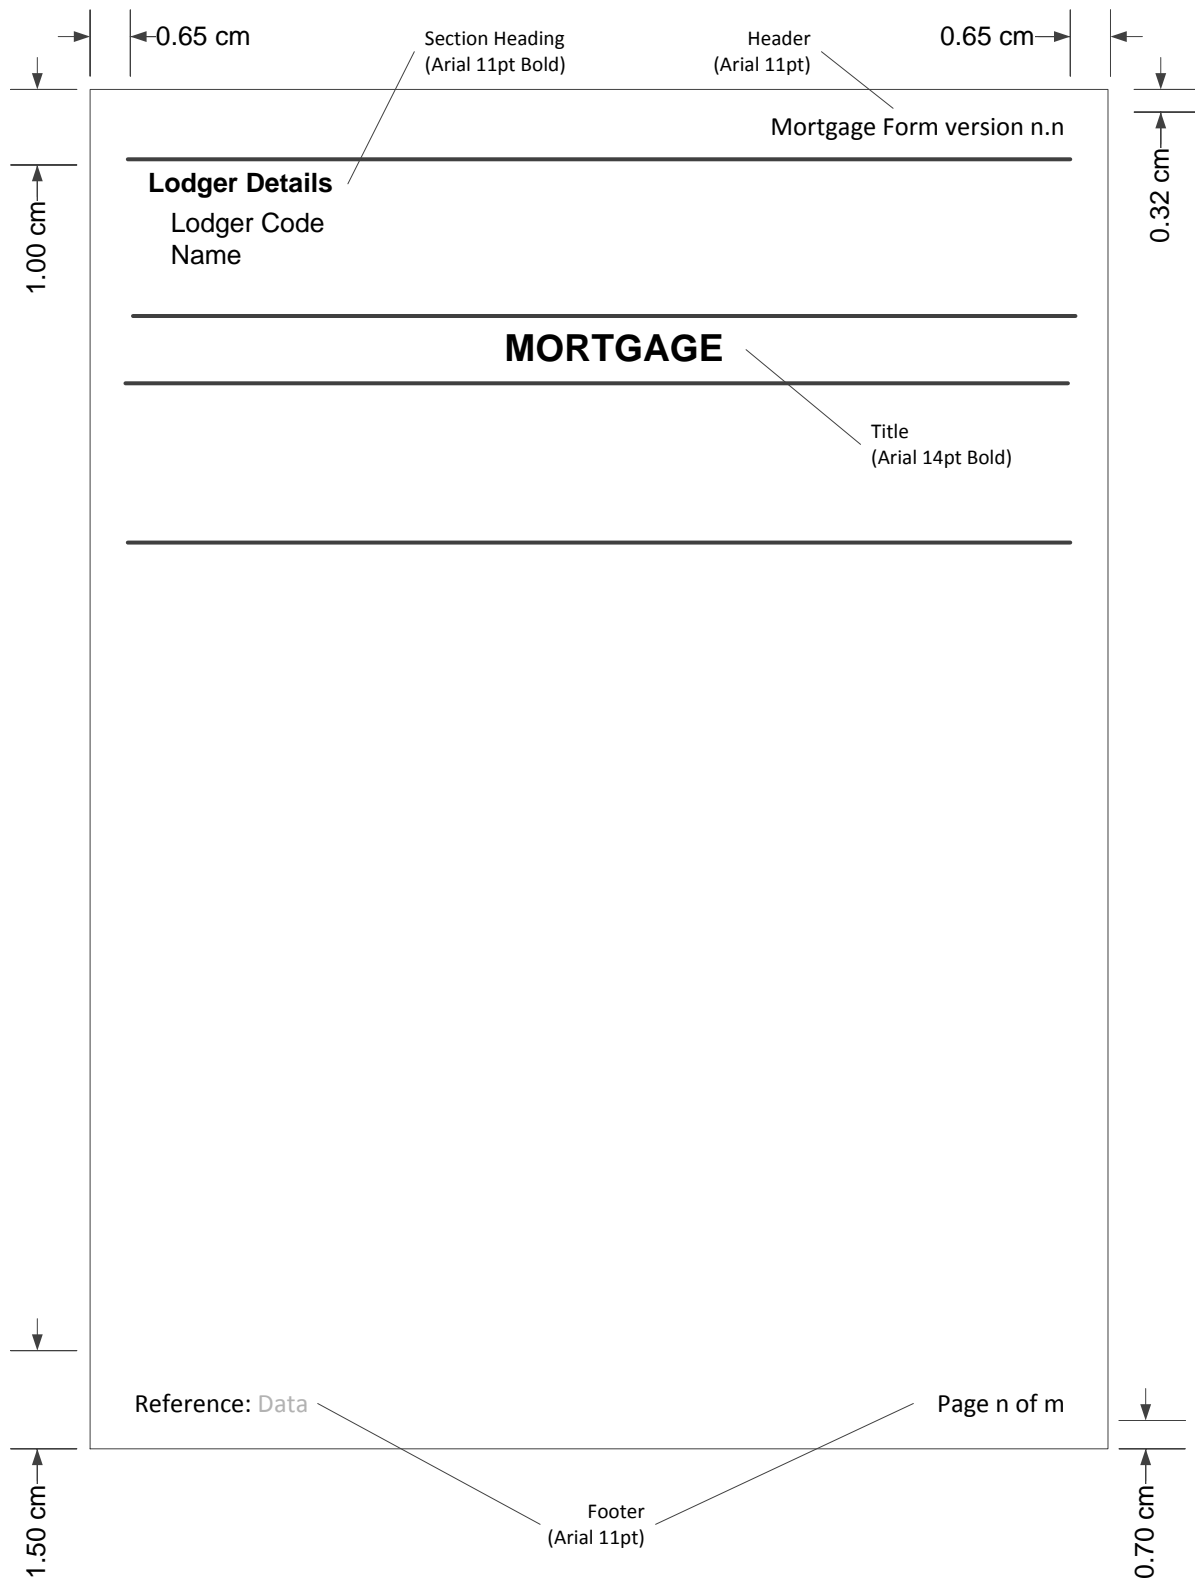 0.65 cm
Section Heading
(Arial 11pt Bold)
Header
(Arial 11pt)
0.65 cm
Mortgage Form version n.n
1.00 cm
0.32 cm
Lodger Details
Lodger Code
Name
MORTGAGE
Title
(Arial 14pt Bold)
Reference: Data
Page n of m
1.50 cm
Footer
(Arial 11pt)
0.70 cm